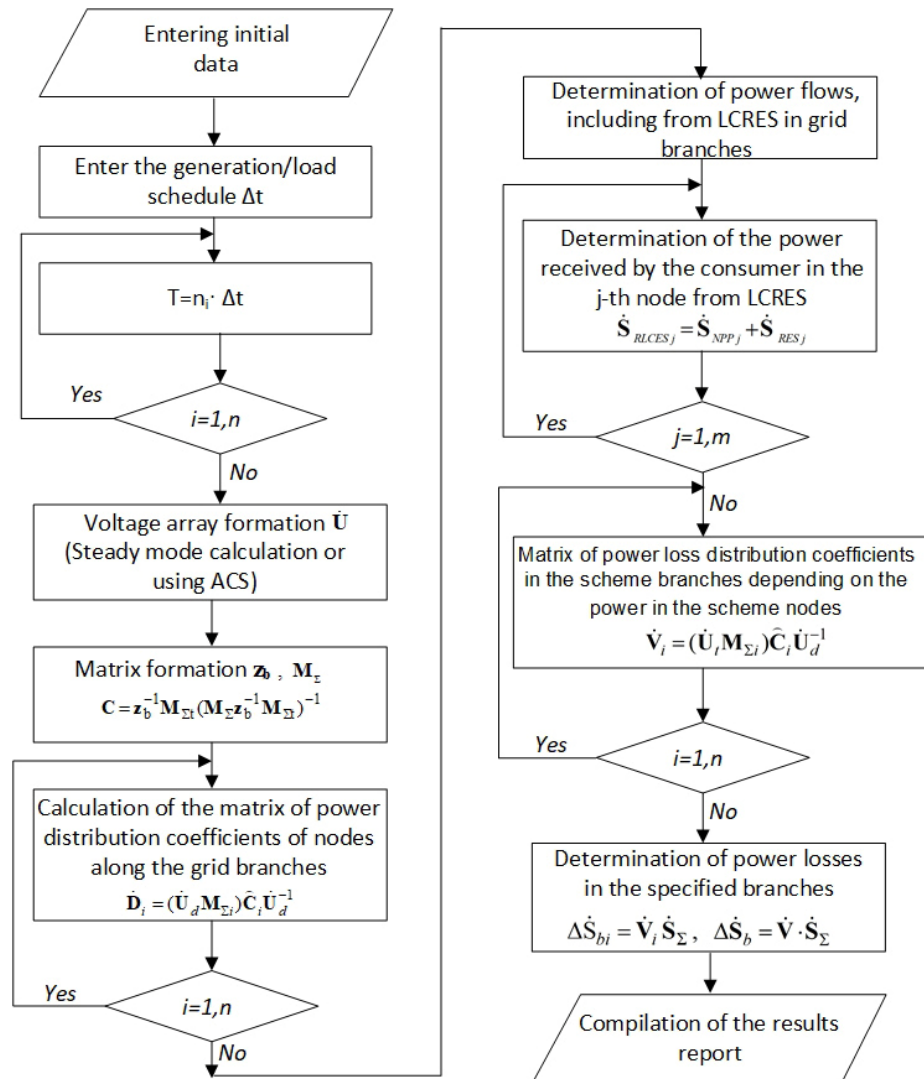 Entering initial
data
Enter the generation/load
schedule Δt
T=nᵢ· Δt
Yes
i=1,n
No
Voltage array formation U̇
(Steady mode calculation or
using ACS)
Matrix formation z_b , M_Σ
C = z_b⁻¹M_Σt(M_Σz_b⁻¹M_Σt)⁻¹
Calculation of the matrix of power
distribution coefficients of nodes
along the grid branches
Ḋ_i = (U̇_d M_Σi)Ĉ_i U̇_d⁻¹
Yes
i=1,n
No
Determination of power flows,
including from LCRES in grid
branches
Determination of the power
received by the consumer in the
j-th node from LCRES
Ṡ_RLCES j = Ṡ_NPP j + Ṡ_RES j
Yes
j=1,m
No
Matrix of power loss distribution coefficients
in the scheme branches depending on the
power in the scheme nodes
V̇_i = (U̇_t M_Σi)Ĉ_i U̇_d⁻¹
Yes
i=1,n
No
Determination of power losses
in the specified branches
ΔṠ_bi = V̇_i Ṡ_Σ , ΔṠ_b = V̇ · Ṡ_Σ
Compilation of the results
report